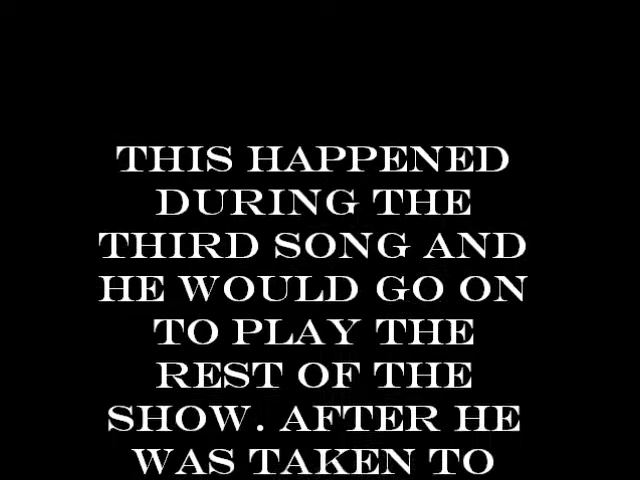 THIS HAPPENED
DURING THE
THIRD SONG AND
HE WOULD GO ON
TO PLAY THE
REST OF THE
SHOW. AFTER HE
WAS TAKEN TO